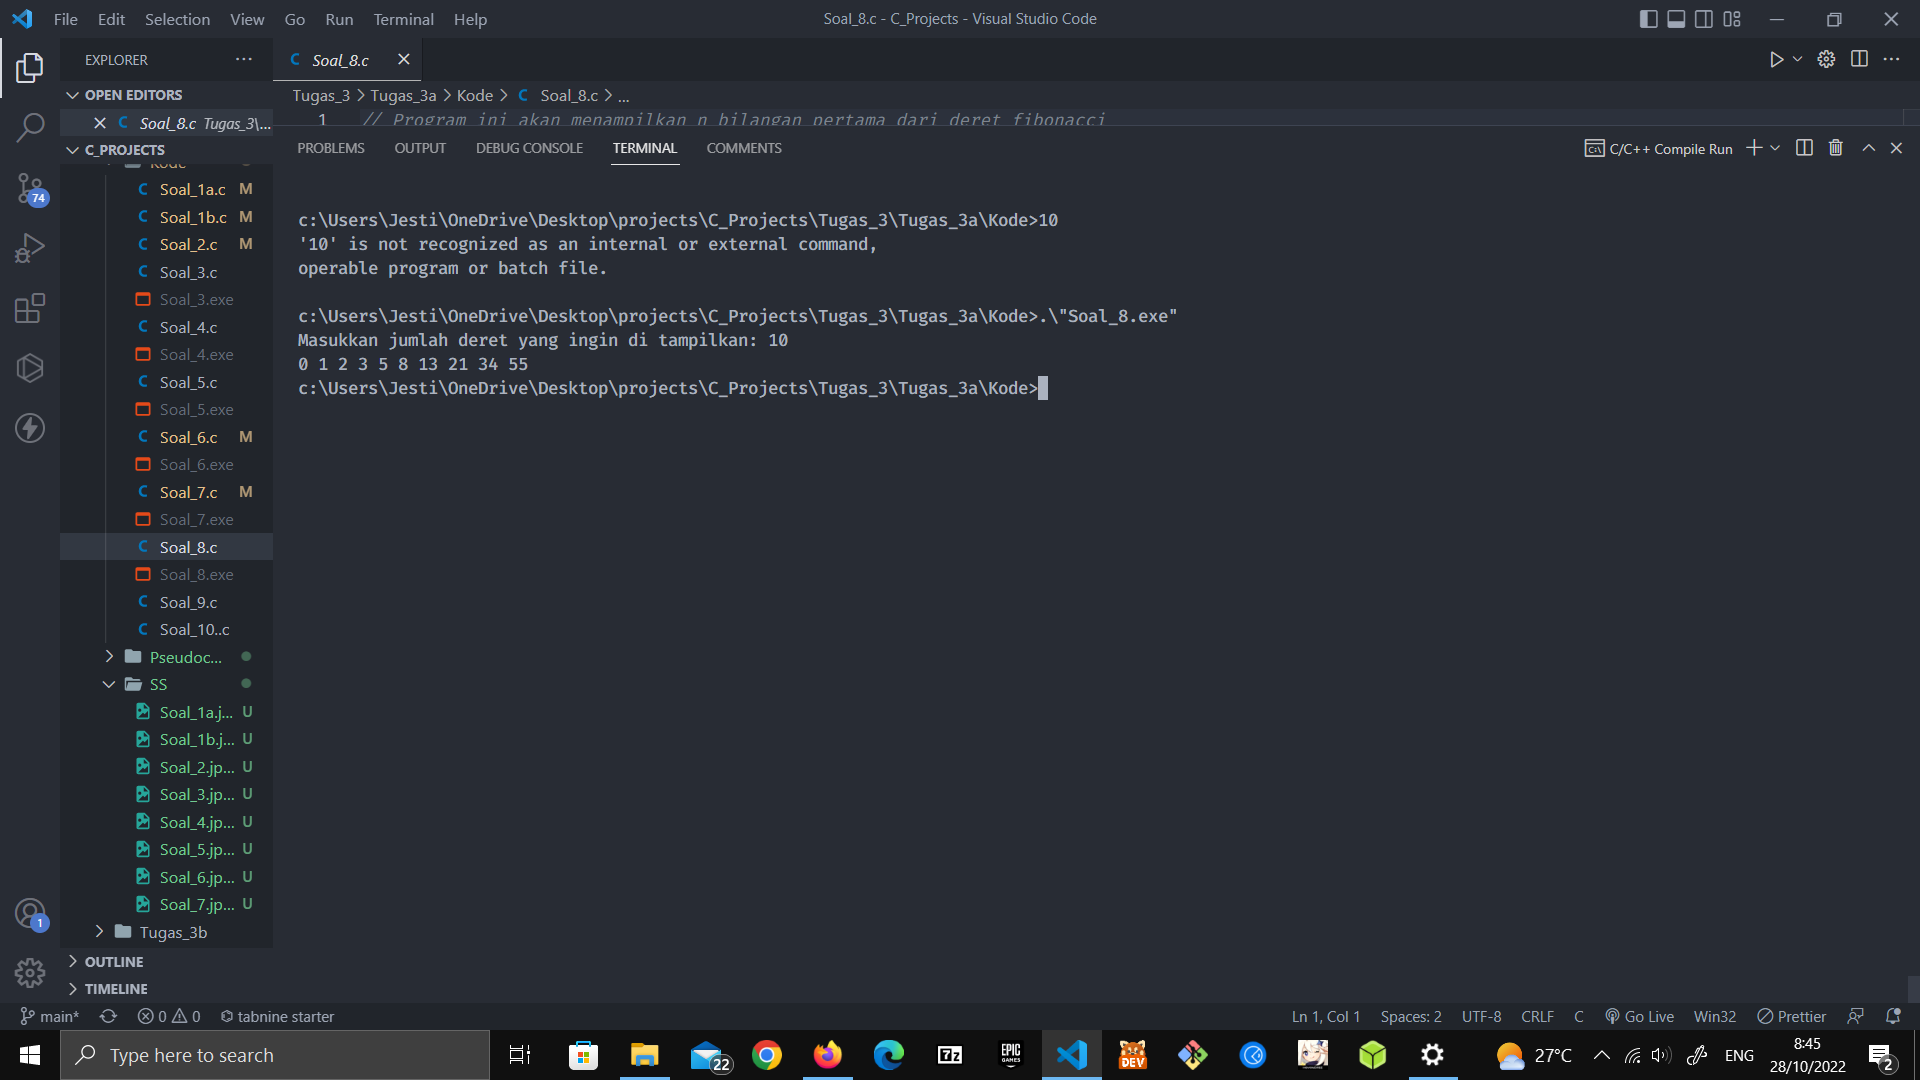 File Edit Selection View Go Run Terminal Help
Soal_8.c - C_Projects - Visual Studio Code
EXPLORER
Soal_8.c
OPEN EDITORS
Soal_8.c Tugas_3\...
C_PROJECTS
Kode
Soal_1a.c M
Soal_1b.c M
Soal_2.c M
Soal_3.c
Soal_3.exe
Soal_4.c
Soal_4.exe
Soal_5.c
Soal_5.exe
Soal_6.c M
Soal_6.exe
Soal_7.c M
Soal_7.exe
Soal_8.c
Soal_8.exe
Soal_9.c
Soal_10..c
Pseudoc...
SS
Soal_1a.j... U
Soal_1b.j... U
Soal_2.jp... U
Soal_3.jp... U
Soal_4.jp... U
Soal_5.jp... U
Soal_6.jp... U
Soal_7.jp... U
Tugas_3b
OUTLINE
TIMELINE
74
1
Tugas_3 > Tugas_3a > Kode > C Soal_8.c > ...
1 // Program ini akan menampilkan n bilangan pertama dari deret fibonacci
PROBLEMS OUTPUT DEBUG CONSOLE TERMINAL COMMENTS
C/C++ Compile Run
c:\Users\Jesti\OneDrive\Desktop\projects\C_Projects\Tugas_3\Tugas_3a\Kode>10
'10' is not recognized as an internal or external command,
operable program or batch file.
c:\Users\Jesti\OneDrive\Desktop\projects\C_Projects\Tugas_3\Tugas_3a\Kode>.\"Soal_8.exe"
Masukkan jumlah deret yang ingin di tampilkan: 10
0 1 2 3 5 8 13 21 34 55
c:\Users\Jesti\OneDrive\Desktop\projects\C_Projects\Tugas_3\Tugas_3a\Kode>
main* 0 0 tabnine starter
Ln 1, Col 1 Spaces: 2 UTF-8 CRLF C Go Live Win32 Prettier
Type here to search
22
7z
EPIC GAMES
DEV
27°C
ENG
8:45
28/10/2022
2